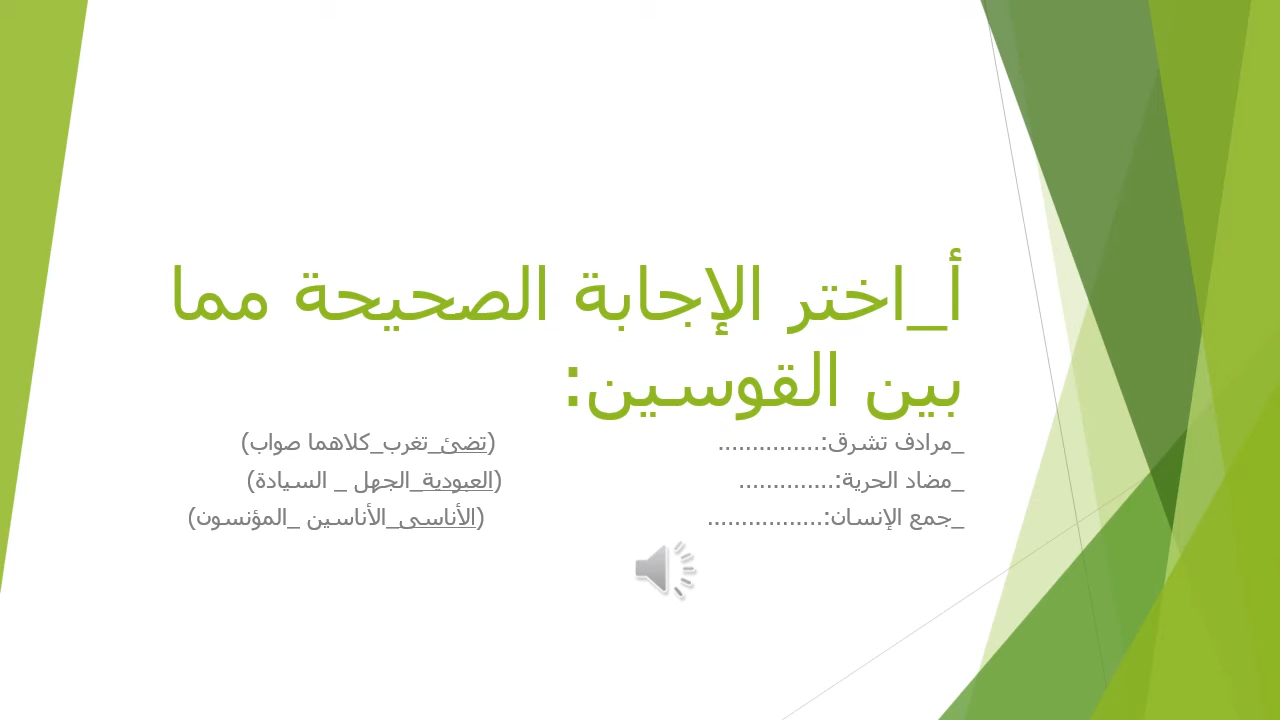 أ_اختر الإجابة الصحيحة مما
بين القوسين:
_مرادف تشرق:............... (تضئ_تغرب_كلاهما صواب)
_مضاد الحرية:.............. (العبودية_الجهل _ السيادة)
_جمع الإنسان:................. (الأناسى_الأناسين _المؤنسون)